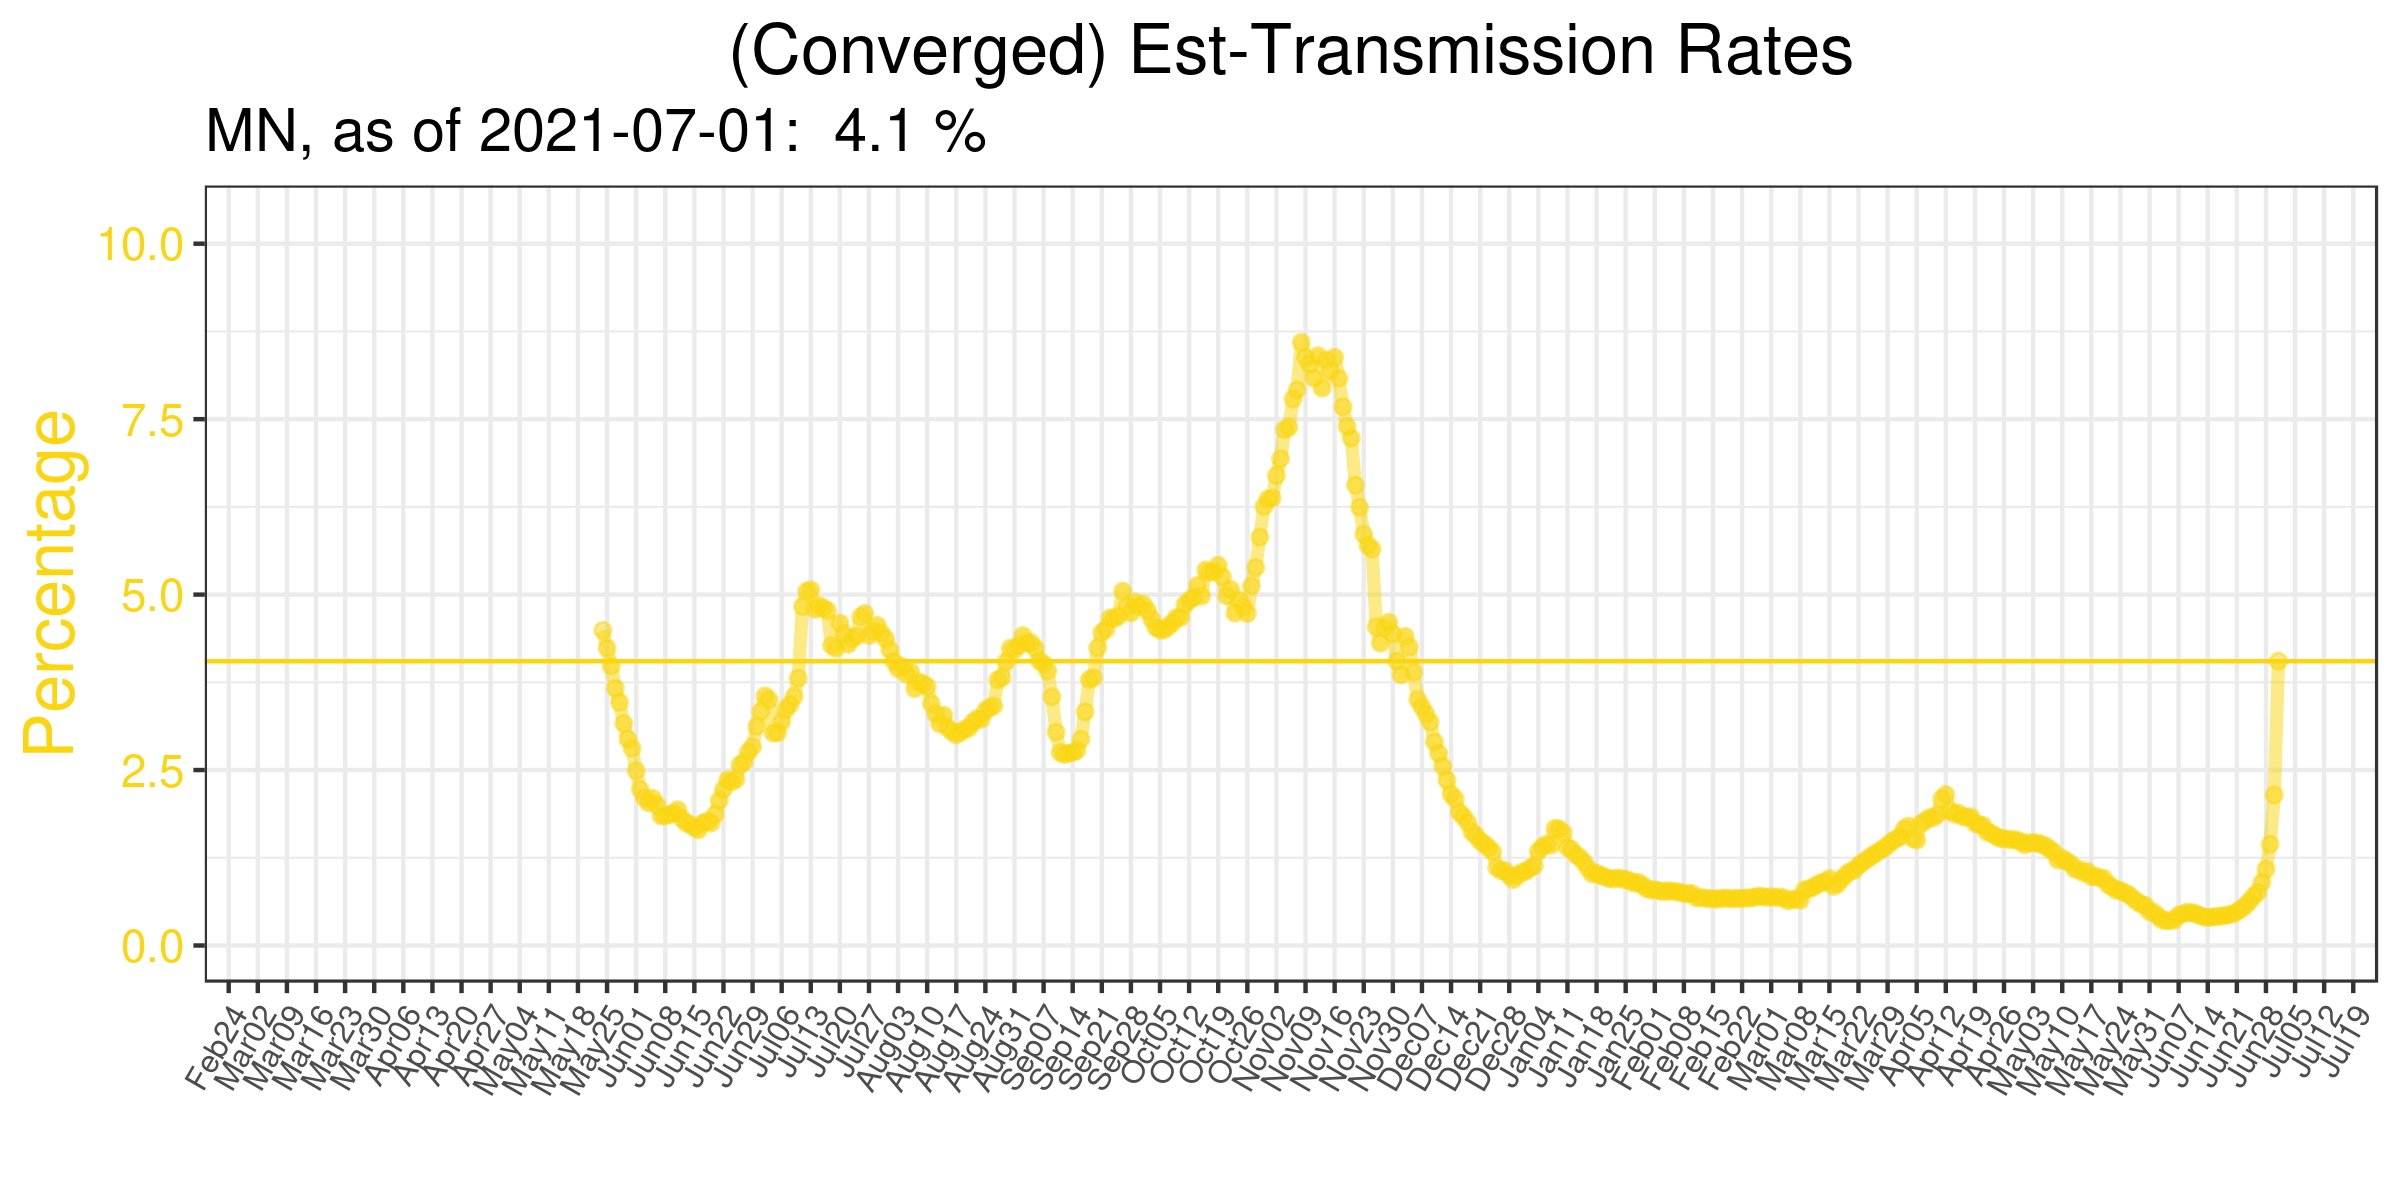 (Converged) Est-Transmission Rates
MN, as of 2021-07-01: 4.1 %
Percentage
10.0
7.5
5.0
2.5
0.0
Feb24
Mar02
Mar09
Mar16
Mar23
Mar30
Apr06
Apr13
Apr20
Apr27
May04
May11
May18
May25
Jun01
Jun08
Jun15
Jun22
Jun29
Jul06
Jul13
Jul20
Jul27
Aug03
Aug10
Aug17
Aug24
Aug31
Sep07
Sep14
Sep21
Sep28
Oct05
Oct12
Oct19
Oct26
Nov02
Nov09
Nov16
Nov23
Nov30
Dec07
Dec14
Dec21
Dec28
Jan04
Jan11
Jan18
Jan25
Feb01
Feb08
Feb15
Feb22
Mar01
Mar08
Mar15
Mar22
Mar29
Apr05
Apr12
Apr19
Apr26
May03
May10
May17
May24
May31
Jun07
Jun14
Jun21
Jun28
Jul05
Jul12
Jul19